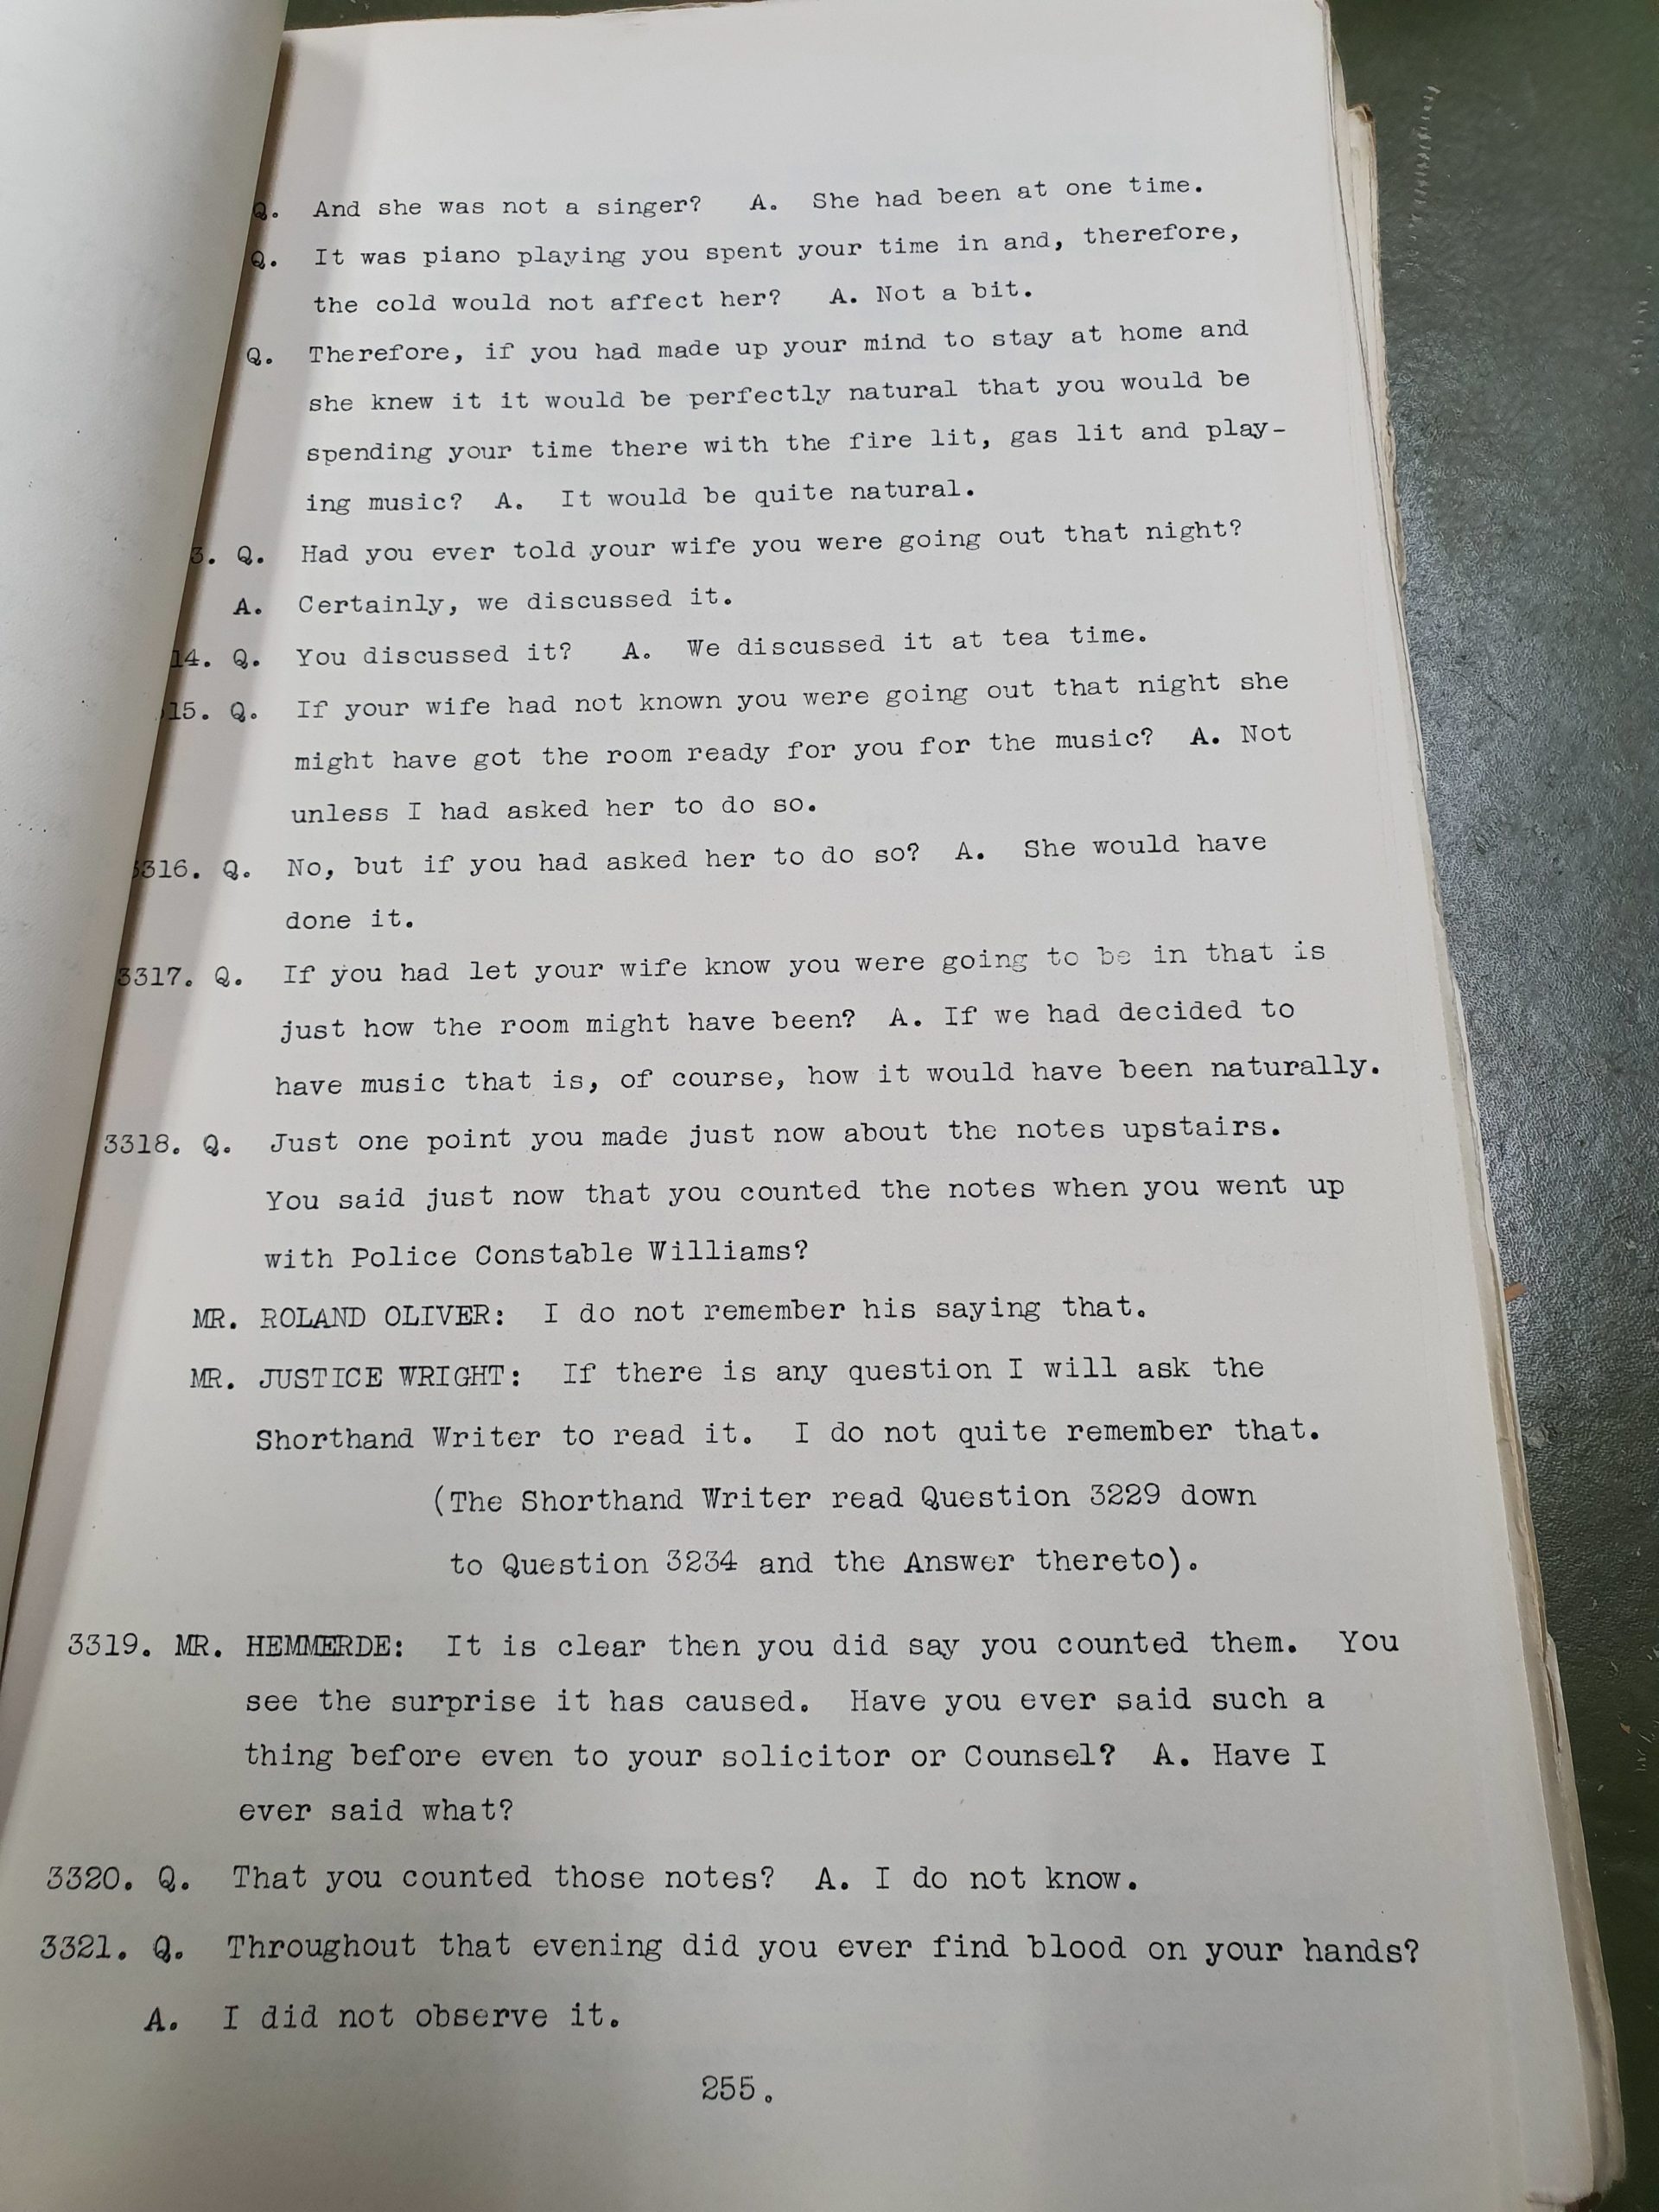 Q. And she was not a singer? A. She had been at one time.
Q. It was piano playing you spent your time in and, therefore,
the cold would not affect her? A. Not a bit.
Q. Therefore, if you had made up your mind to stay at home and
she knew it it would be perfectly natural that you would be
spending your time there with the fire lit, gas lit and play-
ing music? A. It would be quite natural.
3. Q. Had you ever told your wife you were going out that night?
A. Certainly, we discussed it.
14. Q. You discussed it? A. We discussed it at tea time.
15. Q. If your wife had not known you were going out that night she
might have got the room ready for you for the music? A. Not
unless I had asked her to do so.
3316. Q. No, but if you had asked her to do so? A. She would have
done it.
3317. Q. If you had let your wife know you were going to be in that is
just how the room might have been? A. If we had decided to
have music that is, of course, how it would have been naturally.
3318. Q. Just one point you made just now about the notes upstairs.
You said just now that you counted the notes when you went up
with Police Constable Williams?
MR. ROLAND OLIVER: I do not remember his saying that.
MR. JUSTICE WRIGHT: If there is any question I will ask the
Shorthand Writer to read it. I do not quite remember that.
(The Shorthand Writer read Question 3229 down
to Question 3234 and the Answer thereto).
3319. MR. HEMMERDE: It is clear then you did say you counted them. You
see the surprise it has caused. Have you ever said such a
thing before even to your solicitor or Counsel? A. Have I
ever said what?
3320. Q. That you counted those notes? A. I do not know.
3321. Q. Throughout that evening did you ever find blood on your hands?
A. I did not observe it.
255.